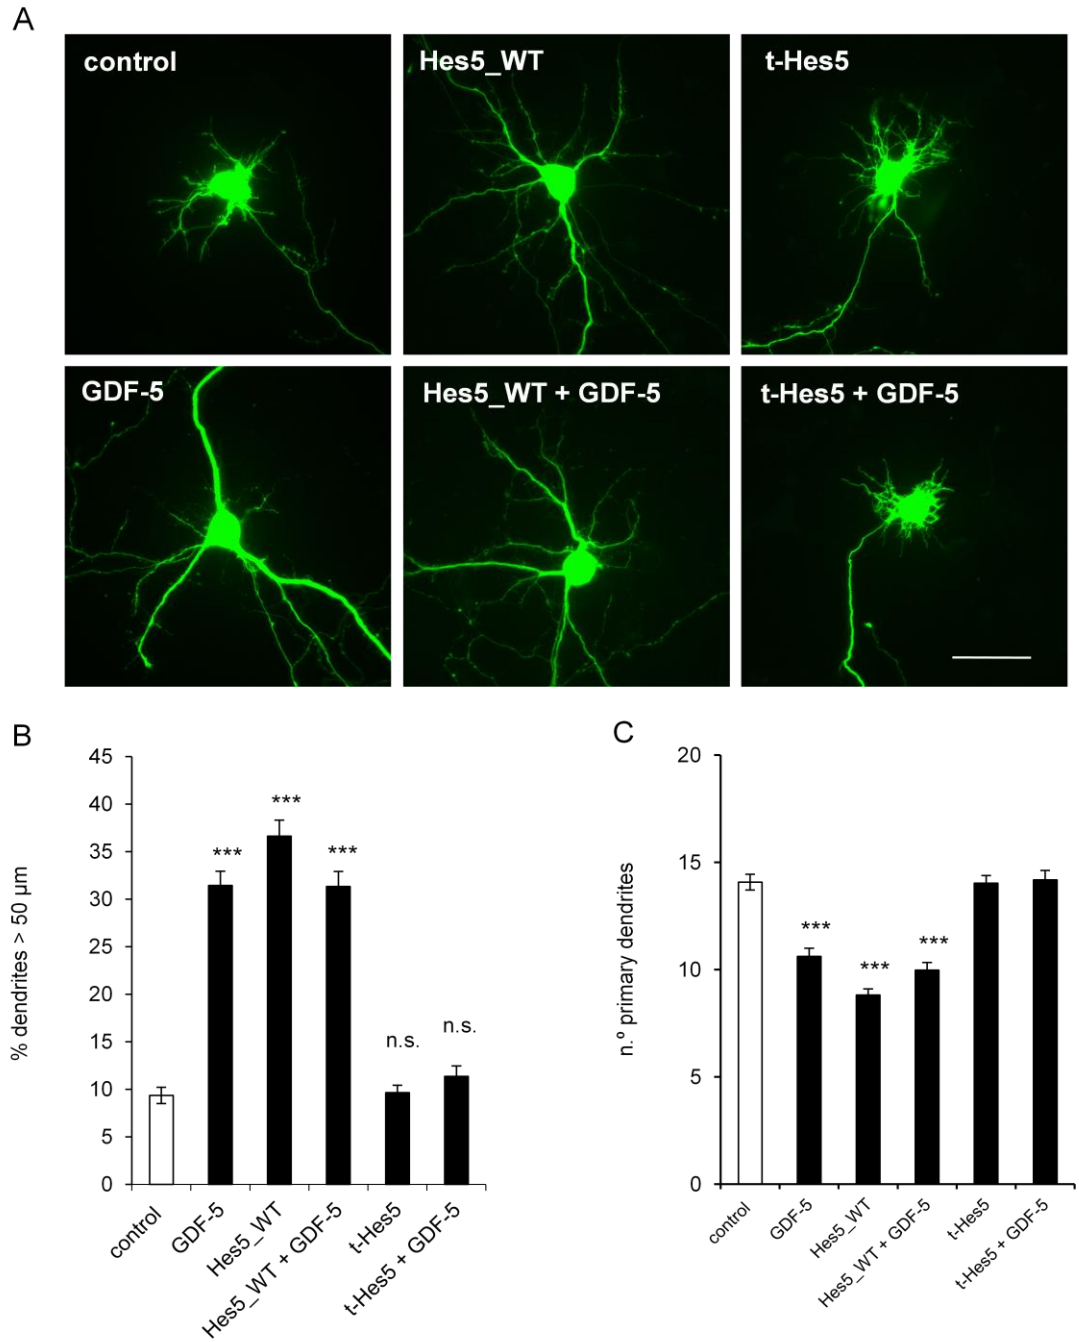 A
control
Hes5_WT
t-Hes5
GDF-5
Hes5_WT + GDF-5
t-Hes5 + GDF-5
B
% dendrites > 50 µm
45
40
35
30
25
20
15
10
5
0
***
***
***
n.s.
n.s.
control
GDF-5
Hes5_WT
Hes5_WT + GDF-5
t-Hes5
t-Hes5 + GDF-5
C
n.º primary dendrites
20
15
10
5
0
***
***
***
control
GDF-5
Hes5_WT
Hes5_WT + GDF-5
t-Hes5
t-Hes5 + GDF-5